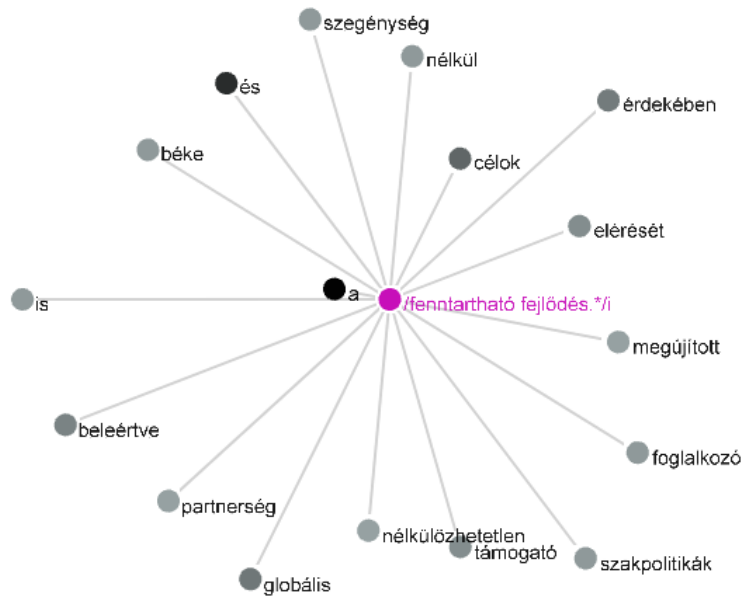 szegénység
nélkül
és
érdekében
béke
célok
elérését
a
is
/fenntartható fejlődés.*/i
megújított
beleértve
foglalkozó
partnerség
nélkülözhetetlen
támogató
szakpolitikák
globális